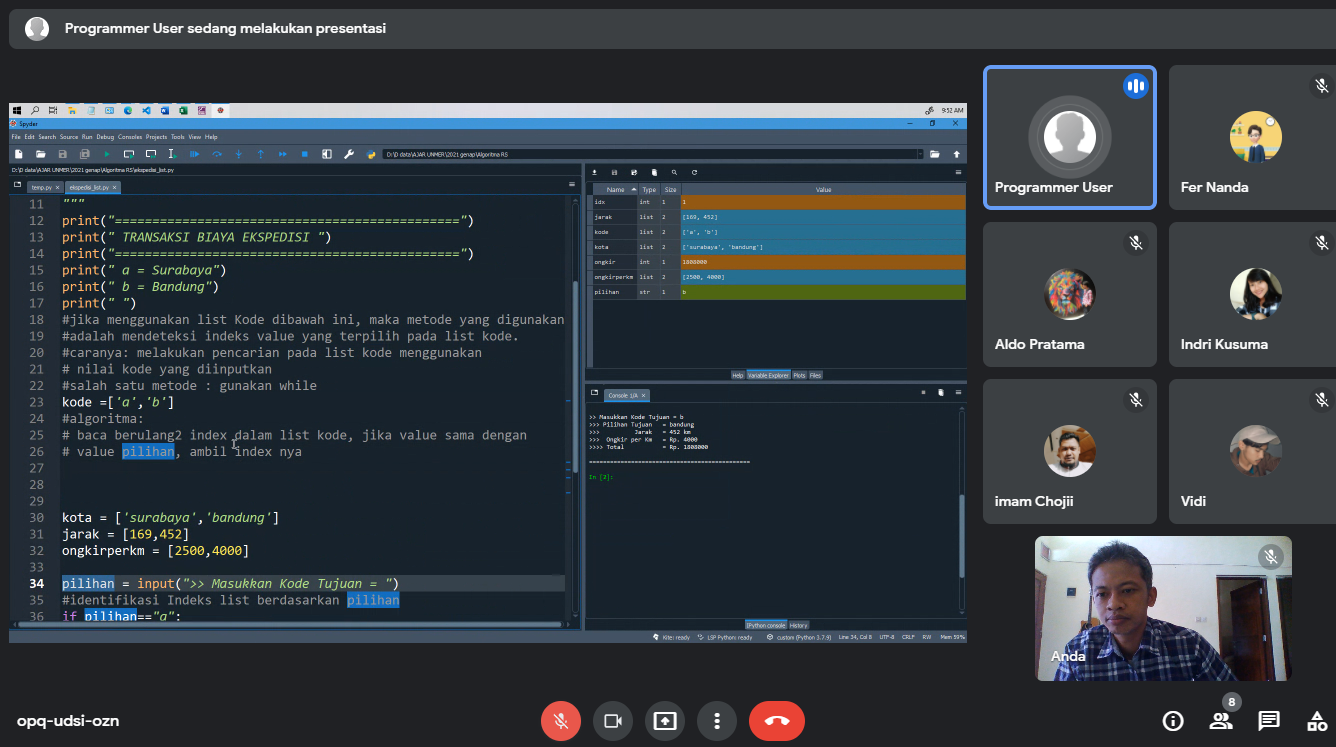 Programmer User sedang melakukan presentasi
9:52 AM
Spyder
File Edit Search Source Run Debug Consoles Projects Tools View Help
D:\D data\AJAR UNMER\2021 genap\Algoritma RS
D:\D data\AJAR UNMER\2021 genap\Algoritma RS\ekspedisi_list.py
temp.py
ekspedisi_list.py
11 """
12 print("==============================================")
13 print(" TRANSAKSI BIAYA EKSPEDISI ")
14 print("==============================================")
15 print(" a = Surabaya")
16 print(" b = Bandung")
17 print(" ")
18 #jika menggunakan list Kode dibawah ini, maka metode yang digunakan
19 #adalah mendeteksi indeks value yang terpilih pada list kode.
20 #caranya: melakukan pencarian pada list kode menggunakan
21 # nilai kode yang diinputkan
22 #salah satu metode : gunakan while
23 kode =['a','b']
24 #algoritma:
25 # baca berulang2 index dalam list kode, jika value sama dengan
26 # value pilihan, ambil index nya
27
28
29
30 kota = ['surabaya','bandung']
31 jarak = [169,452]
32 ongkirperkm = [2500,4000]
33
34 pilihan = input(">> Masukkan Kode Tujuan = ")
35 #identifikasi Indeks list berdasarkan pilihan
36 if pilihan=="a":
Name Type Size Value
idx int 1 1
jarak list 2 [169, 452]
kode list 2 ['a', 'b']
kota list 2 ['surabaya', 'bandung']
ongkir int 1 1808000
ongkirperkm list 2 [2500, 4000]
pilihan str 1 b
Help Variable Explorer Plots Files
Console 1/A
>> Masukkan Kode Tujuan = b
>>> Pilihan Tujuan = bandung
>>> Jarak = 452 km
>>> Ongkir per Km = Rp. 4000
>>>> Total = Rp. 1808000
==============================================
In [2]:
IPython console History
Kite: ready LSP Python: ready custom (Python 3.7.9) Line 34, Col 8 UTF-8 CRLF RW Mem 59%
Programmer User
Fer Nanda
Aldo Pratama
Indri Kusuma
imam Chojii
Vidi
Anda
opq-udsi-ozn
8